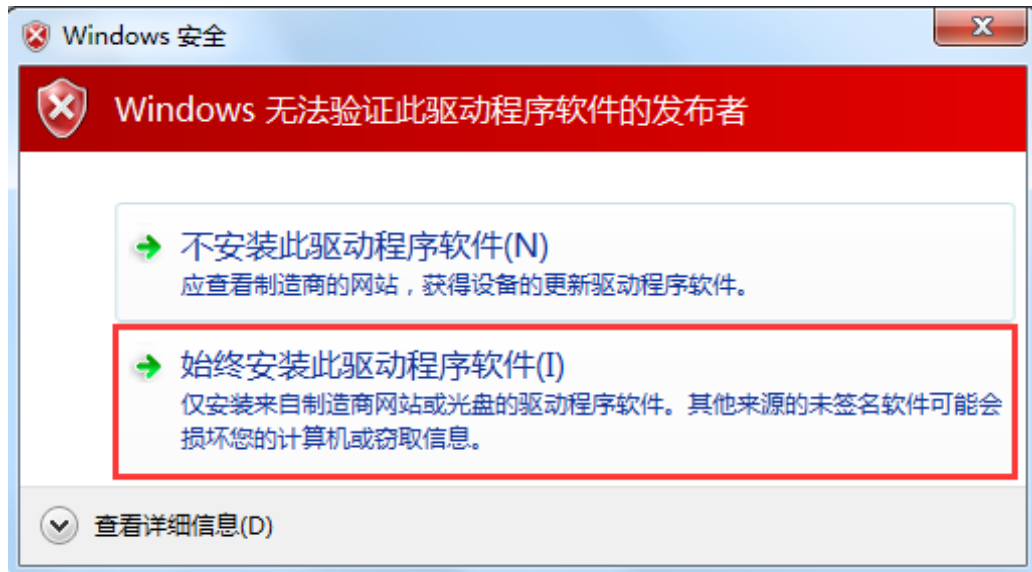 Windows 安全
Windows 无法验证此驱动程序软件的发布者
不安装此驱动程序软件(N)
应查看制造商的网站，获得设备的更新驱动程序软件。
始终安装此驱动程序软件(I)
仅安装来自制造商网站或光盘的驱动程序软件。其他来源的未签名软件可能会
损坏您的计算机或窃取信息。
查看详细信息(D)